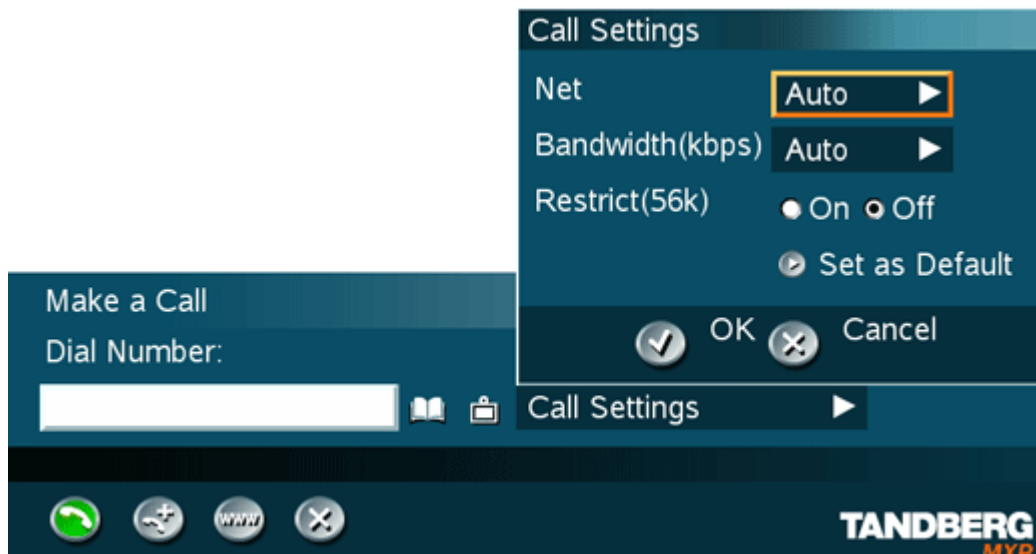 Call Settings
Net Auto
Bandwidth(kbps) Auto
Restrict(56k) On Off
Set as Default
OK Cancel
Make a Call
Dial Number:
Call Settings
www
TANDBERG
MXP